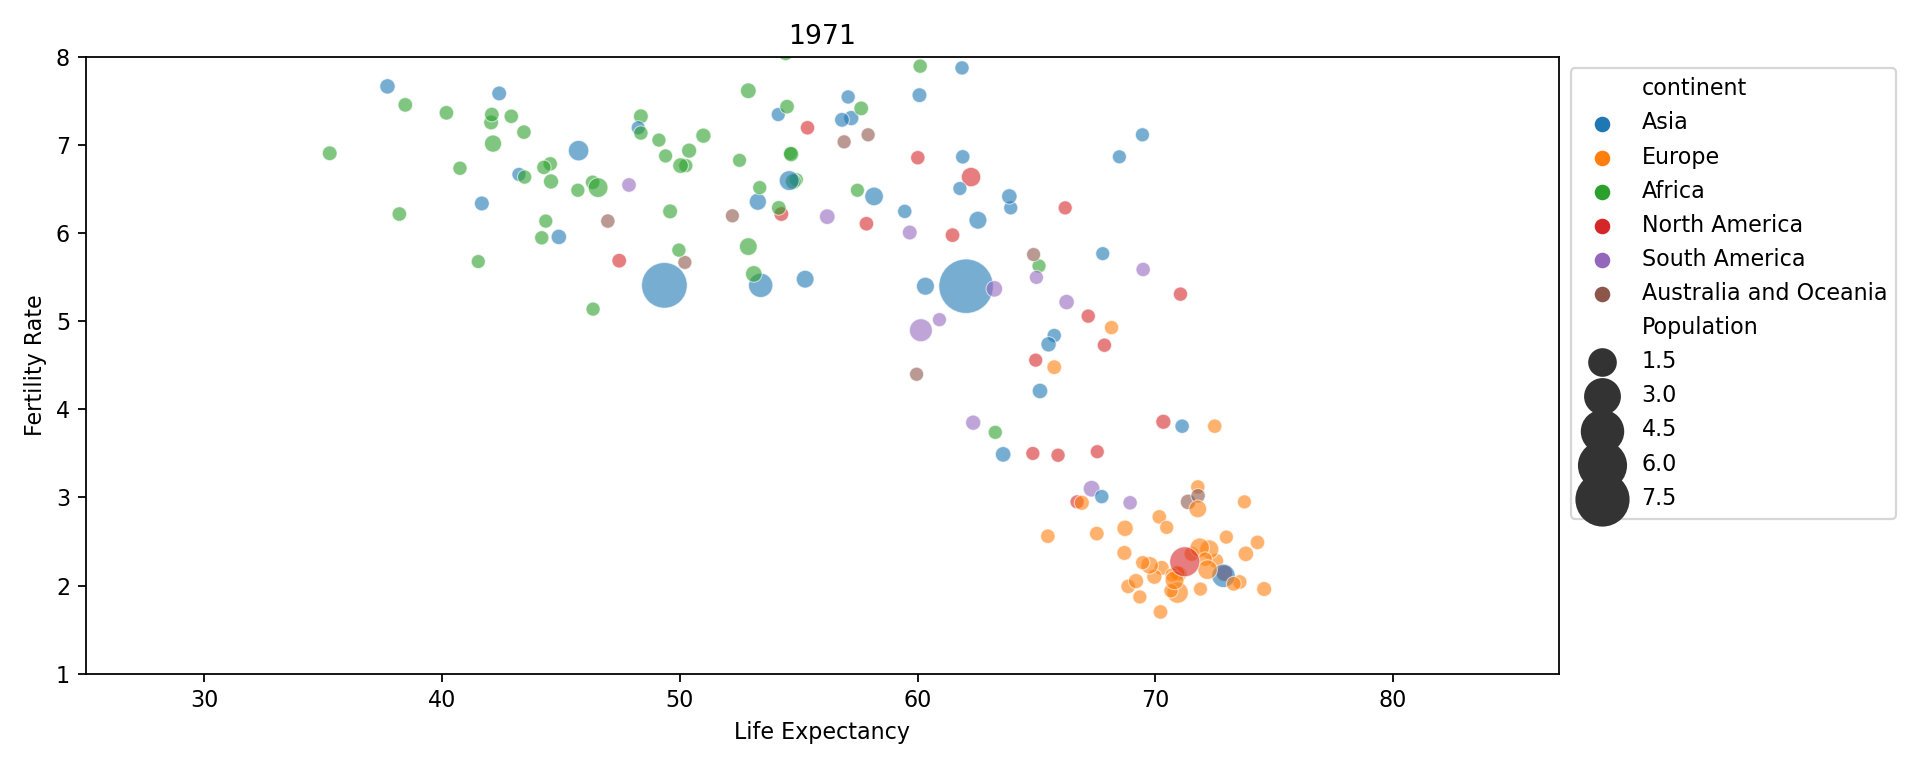 1971
8
7
6
5
4
3
2
1
Fertility Rate
30 40 50 60 70 80
Life Expectancy
continent
Asia
Europe
Africa
North America
South America
Australia and Oceania
Population
1.5
3.0
4.5
6.0
7.5